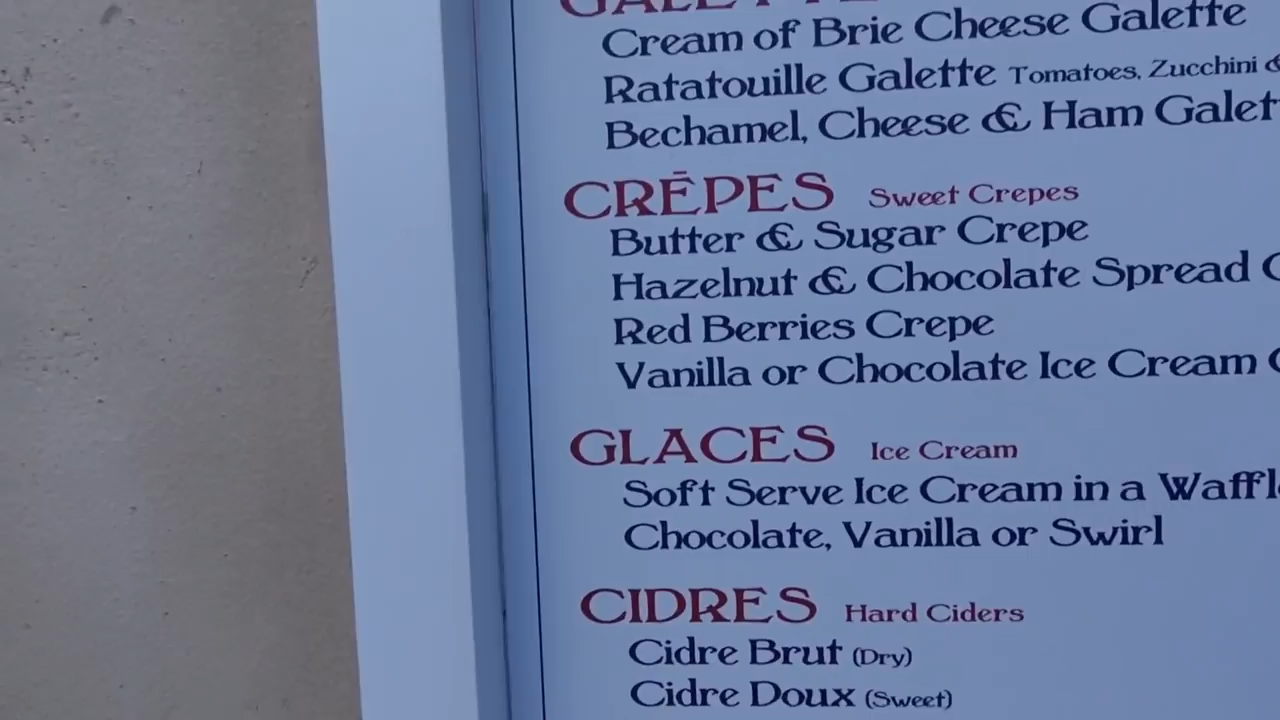 Cream of Brie Cheese Galette
Ratatouille Galette Tomatoes, Zucchini &
Bechamel, Cheese & Ham
CRÊPES Sweet Crepes
Butter & Sugar Crepe
Hazelnut & Chocolate Spread
Red Berries Crepe
Vanilla or Chocolate Ice Cream
GLACES Ice Cream
Soft Serve Ice Cream in a
Chocolate, Vanilla or Swirl
CIDRES Hard Ciders
Cidre Brut (Dry)
Cidre Doux (Sweet)